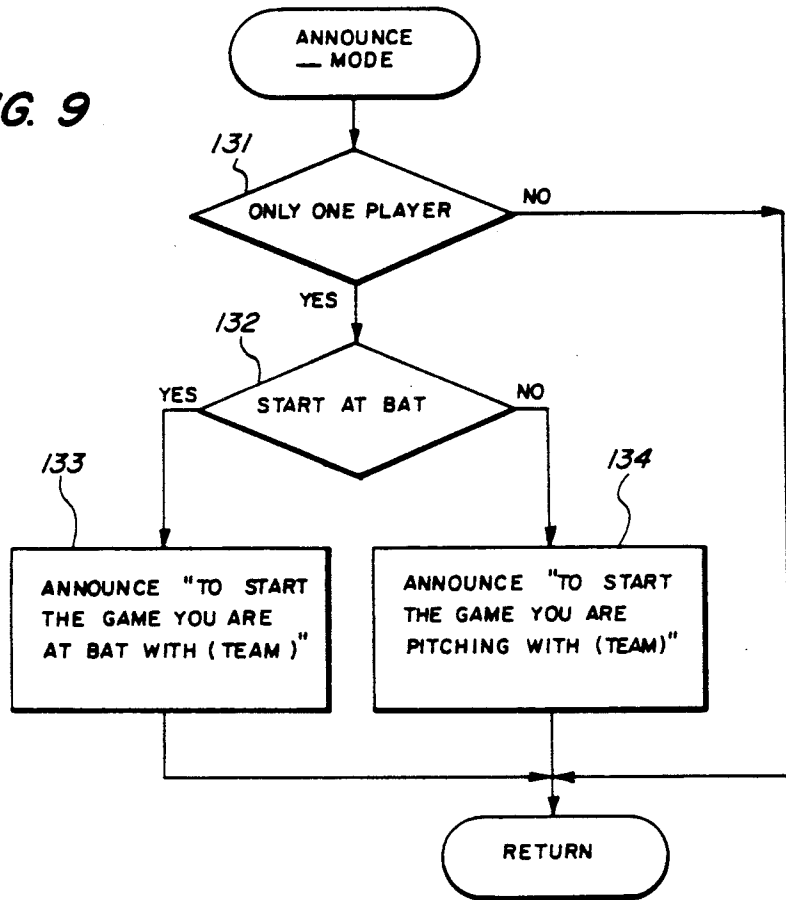 ANNOUNCE
— MODE
G. 9
131
ONLY ONE PLAYER
NO
YES
132
YES
START AT BAT
NO
133
134
ANNOUNCE "TO START
THE GAME YOU ARE
AT BAT WITH (TEAM)"
ANNOUNCE "TO START
THE GAME YOU ARE
PITCHING WITH (TEAM)"
RETURN